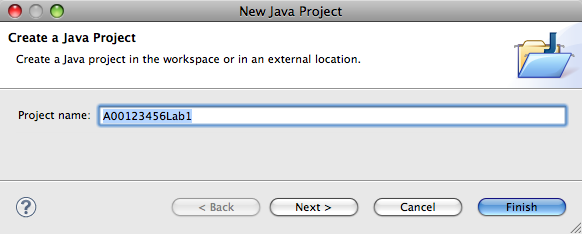 New Java Project
Create a Java Project
Create a Java project in the workspace or in an external location.
Project name: A00123456Lab1
? < Back Next > Cancel Finish